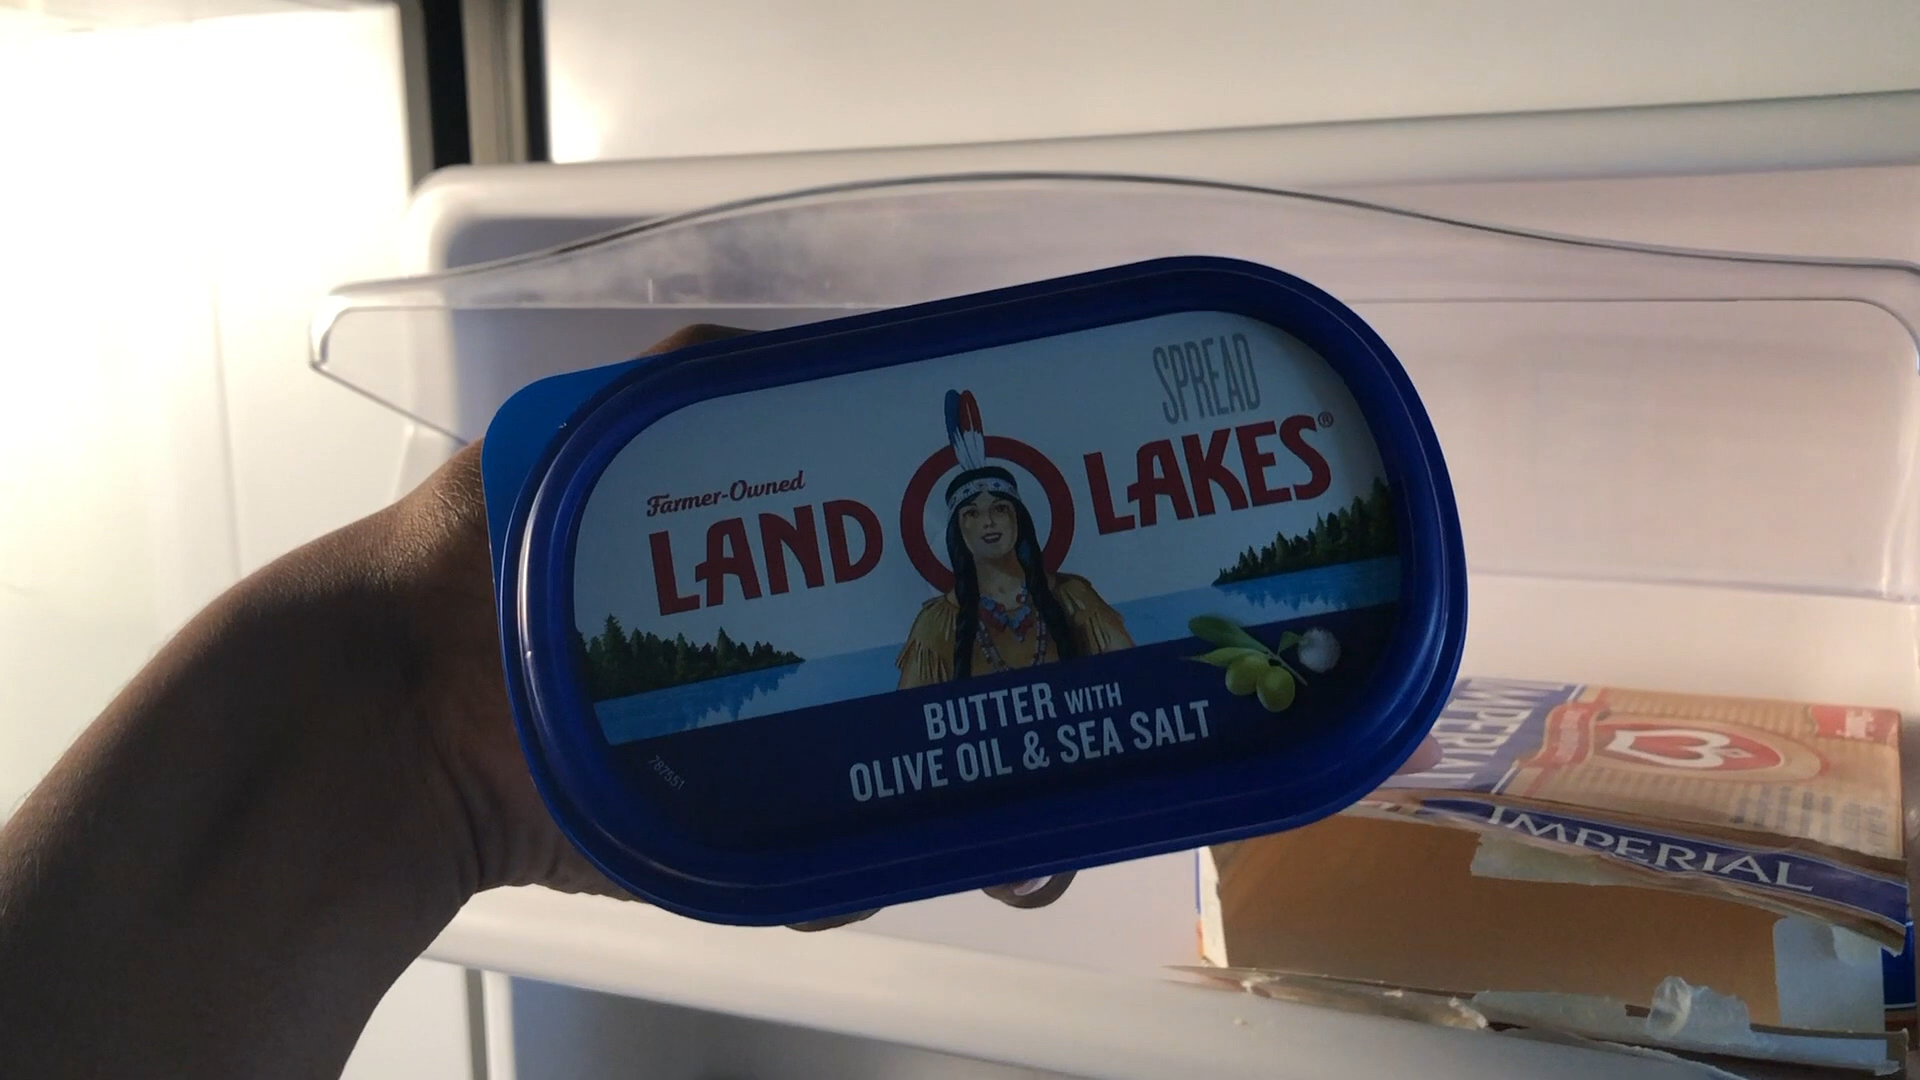 SPREAD
Farmer-Owned
LAND O LAKES®
BUTTER WITH
OLIVE OIL & SEA SALT
787551
IMPERIAL
IMPERIAL